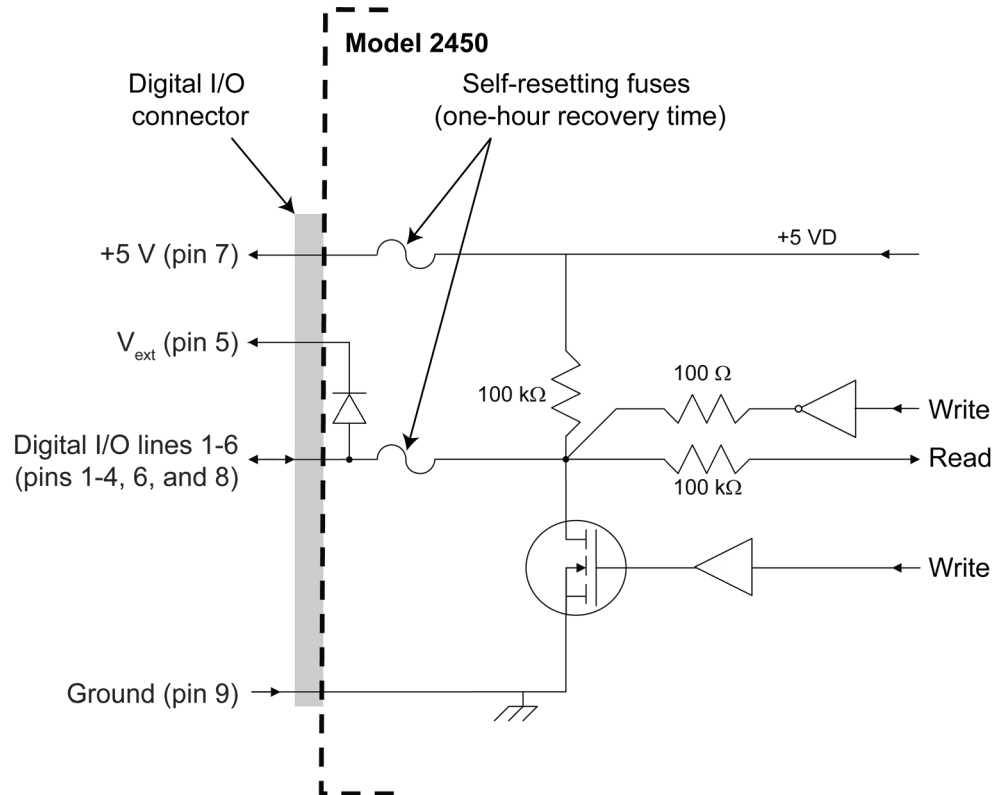 Model 2450
Digital I/O
connector
Self-resetting fuses
(one-hour recovery time)
+5 V (pin 7)
+5 VD
Vext (pin 5)
100 kΩ
100 Ω
Write
Digital I/O lines 1-6
(pins 1-4, 6, and 8)
Read
100 kΩ
Write
Ground (pin 9)